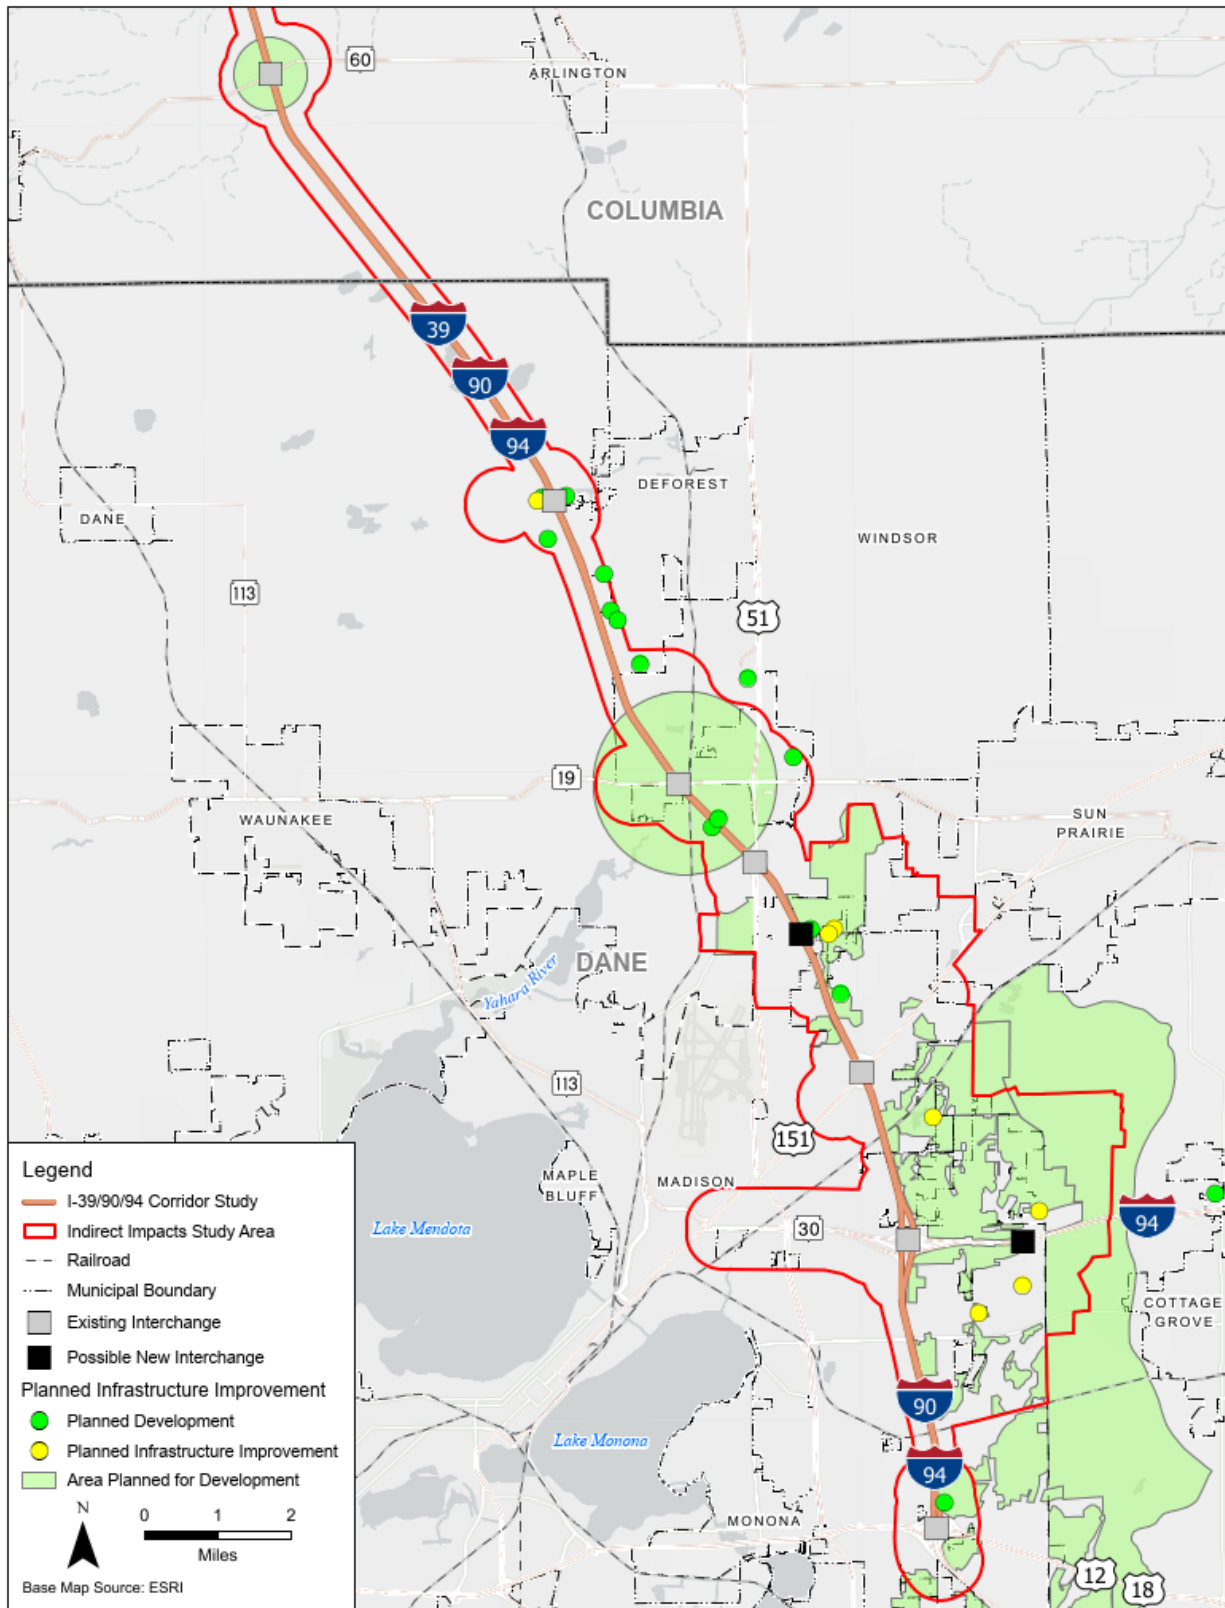 60
ARLINGTON
COLUMBIA
39
90
94
DEFOREST
DANE
WINDSOR
113
51
19
WAUNAKEE
SUN
PRAIRIE
DANE
Yahara River
113
151
MAPLE
BLUFF
MADISON
Lake Mendota
30
94
COTTAGE
GROVE
90
Lake Monona
94
MONONA
12
18
Legend
I-39/90/94 Corridor Study
Indirect Impacts Study Area
Railroad
Municipal Boundary
Existing Interchange
Possible New Interchange
Planned Infrastructure Improvement
Planned Development
Planned Infrastructure Improvement
Area Planned for Development
N
0 1 2
Miles
Base Map Source: ESRI